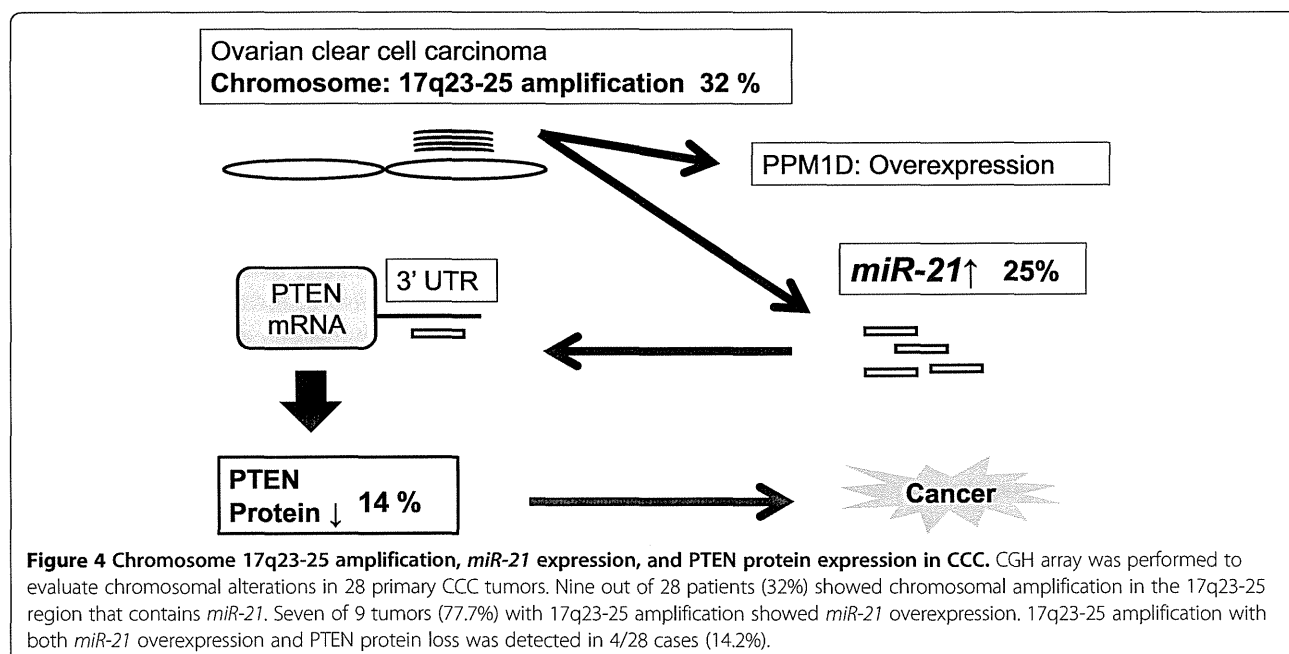 Ovarian clear cell carcinoma
Chromosome: 17q23-25 amplification 32 %
PPM1D: Overexpression
miR-21↑ 25%
3' UTR
PTEN
mRNA
PTEN
Protein ↓ 14 %
Cancer
Figure 4 Chromosome 17q23-25 amplification, miR-21 expression, and PTEN protein expression in CCC. CGH array was performed to
evaluate chromosomal alterations in 28 primary CCC tumors. Nine out of 28 patients (32%) showed chromosomal amplification in the 17q23-25
region that contains miR-21. Seven of 9 tumors (77.7%) with 17q23-25 amplification showed miR-21 overexpression. 17q23-25 amplification with
both miR-21 overexpression and PTEN protein loss was detected in 4/28 cases (14.2%).